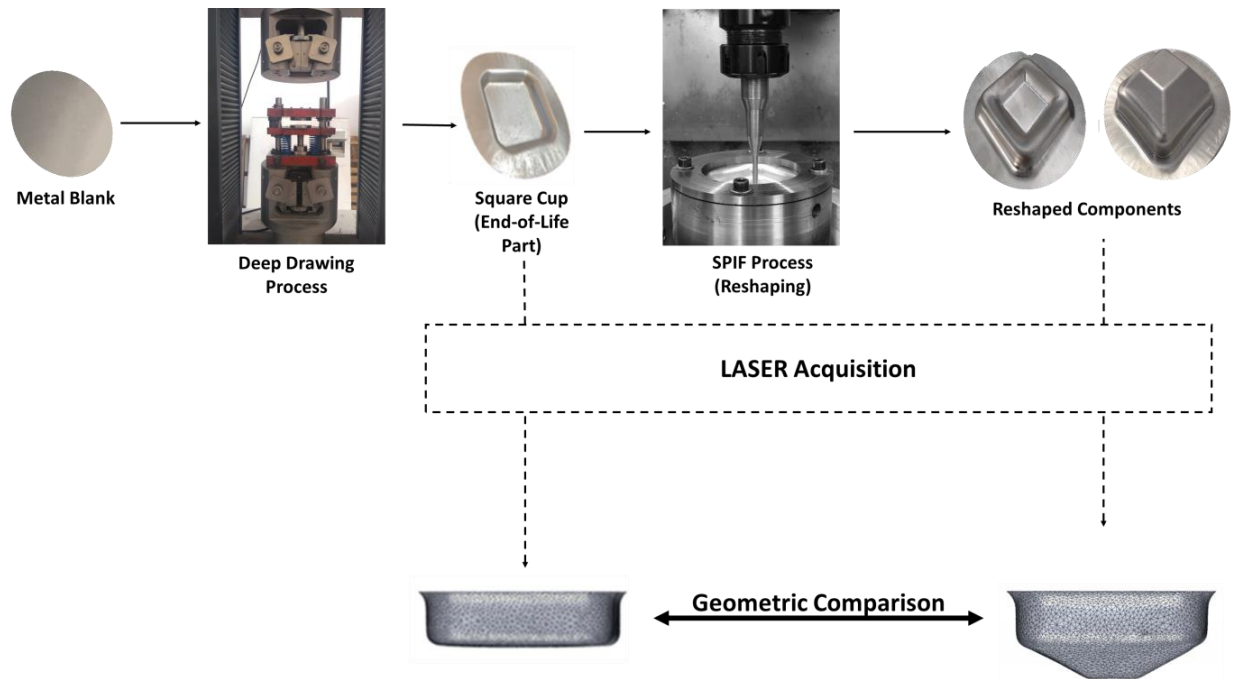 Metal Blank
Deep Drawing
Process
Square Cup
(End-of-Life
Part)
SPIF Process
(Reshaping)
Reshaped Components
LASER Acquisition
Geometric Comparison